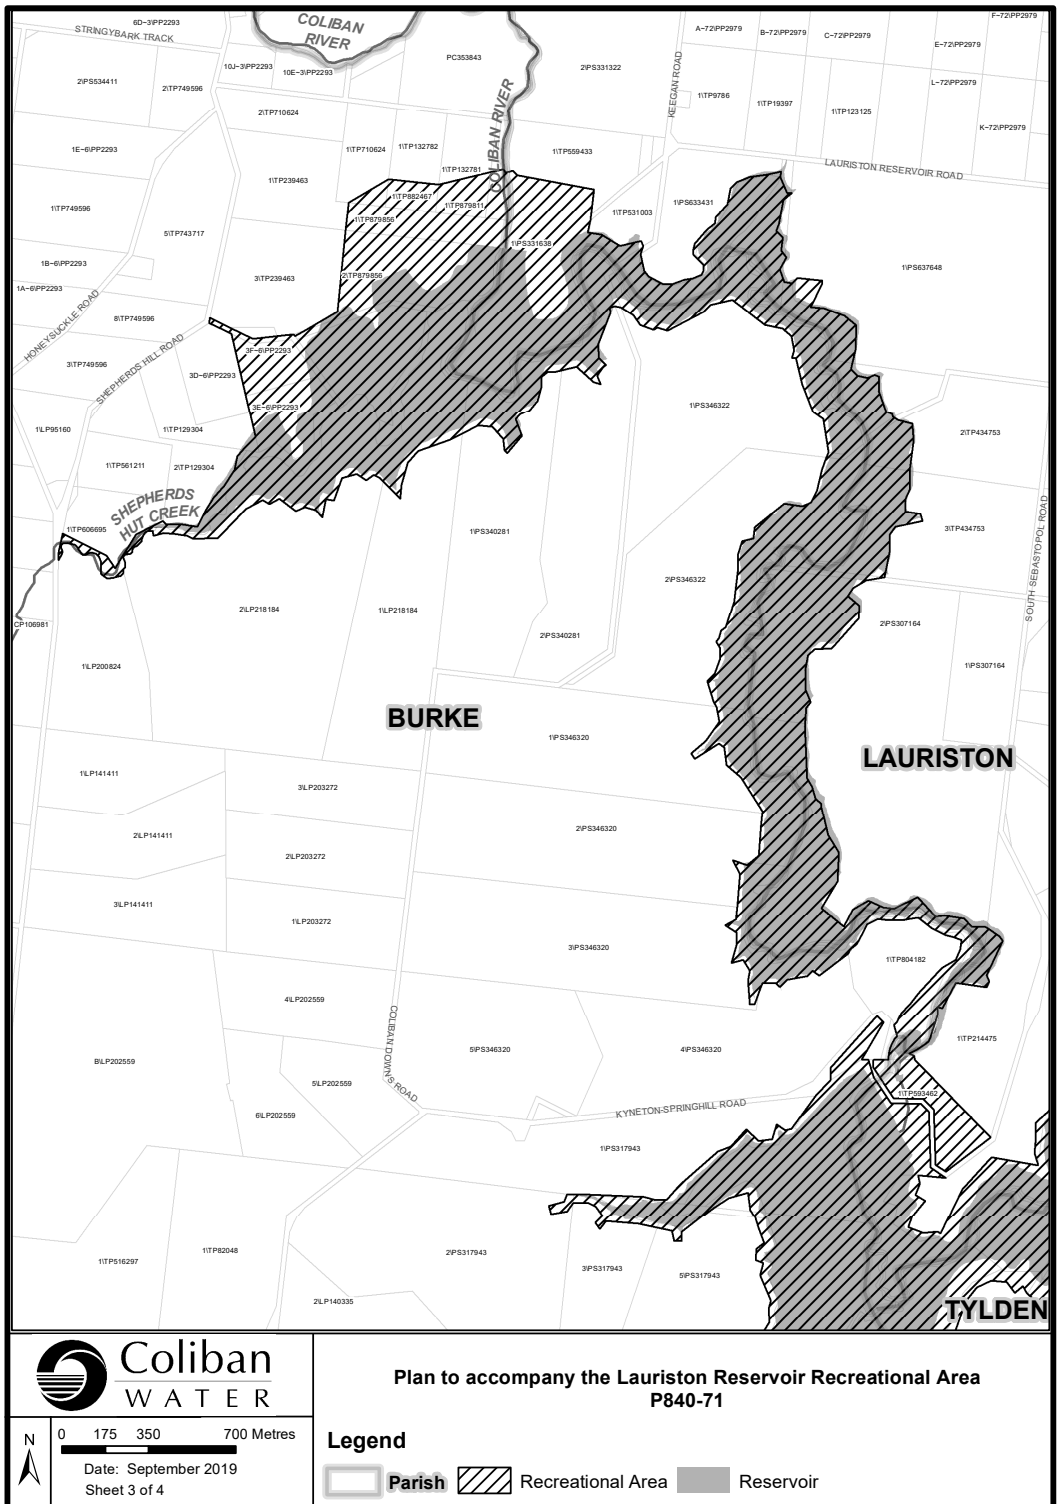 6D-3\PP2293
COLIBAN
RIVER
F-72\PP2979
STRINGYBARK TRACK
A-72\PP2979
B-72\PP2979
C-72\PP2979
E-72\PP2979
PC353843
10J-3\PP2293
10E-3\PP2293
2\PS331322
KEEGAN ROAD
2\PS534411
2\TP749596
L-72\PP2979
1\TP9786
1\TP19397
1\TP123125
2\TP710624
COLIBAN RIVER
K-72\PP2979
1E-6\PP2293
1\TP710624
1\TP132782
1\TP559433
1\TP132781
LAURISTON RESERVOIR ROAD
1\TP239463
1\TP882467
1\TP879811
1\PS633431
1\TP531003
1\TP749596
1\TP879856
5\TP743717
1\PS331638
1B-6\PP2293
1\PS637648
3\TP239463
2\TP879856
1A-6\PP2293
HONEYSUCKLE ROAD
8\TP749596
SHEPHERDS HILL ROAD
3F-6\PP2293
3\TP749596
3D-6\PP2293
3E-6\PP2293
1\PS346322
1\LP95160
1\TP129304
2\TP434753
1\TP561211
2\TP129304
SHEPHERDS
HUT CREEK
1\TP606695
1\PS340281
3\TP434753
SOUTH SEBASTOPOL ROAD
2\PS346322
2\LP218184
1\LP218184
CP106981
2\PS307164
2\PS340281
1\LP200824
1\PS307164
BURKE
1\PS346320
LAURISTON
1\LP141411
3\LP203272
2\LP141411
2\PS346320
2\LP203272
3\LP141411
1\LP203272
3\PS346320
1\TP804182
4\LP202559
COLIBAN DOWNS ROAD
5\PS346320
4\PS346320
1\TP214475
B\LP202559
5\LP202559
1\TP593462
6\LP202559
KYNETON-SPRINGHILL ROAD
1\PS317943
1\TP516297
1\TP82048
2\PS317943
3\PS317943
5\PS317943
2\LP140335
TYLDEN
Coliban
WATER
Plan to accompany the Lauriston Reservoir Recreational Area
P840-71
N
0 175 350 700 Metres
Date: September 2019
Sheet 3 of 4
Legend
Parish
Recreational Area
Reservoir